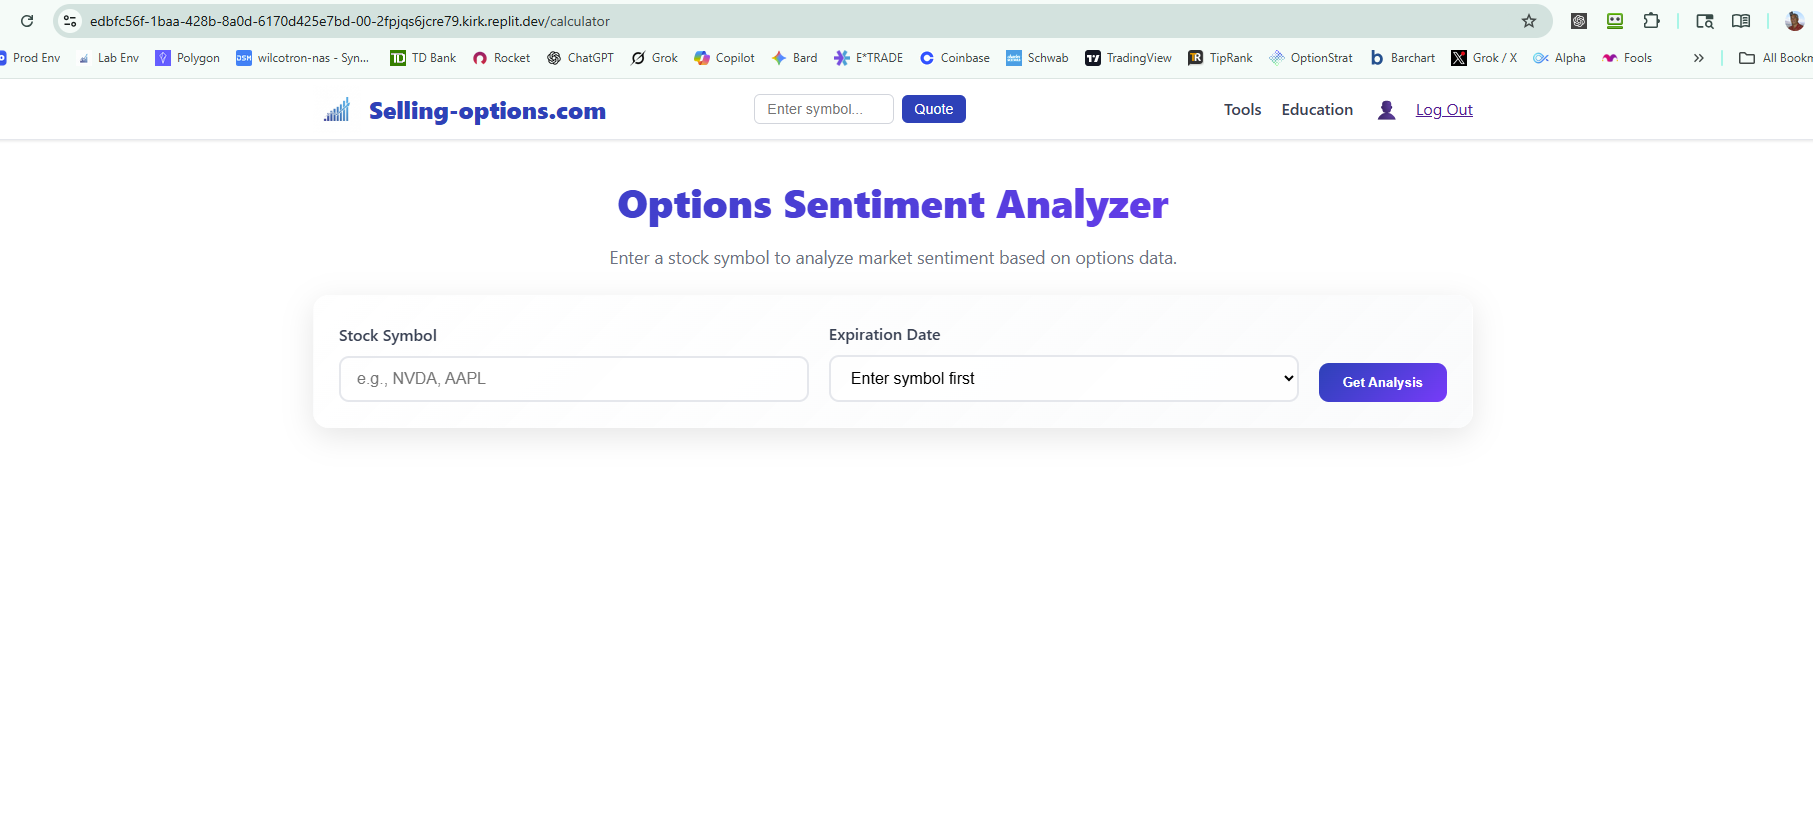 edbfc56f-1baa-428b-8a0d-6170d425e7bd-00-2fpjqs6jcre79.kirk.replit.dev/calculator
Prod Env Lab Env Polygon DSM wilcotron-nas - Syn... TD TD Bank Rocket ChatGPT Grok Copilot Bard E*TRADE Coinbase Schwab TradingView TipRank OptionStrat Barchart Grok / X Alpha Fools » All Bookm
Selling-options.com Enter symbol... Quote Tools Education Log Out
Options Sentiment Analyzer
Enter a stock symbol to analyze market sentiment based on options data.
Stock Symbol Expiration Date
e.g., NVDA, AAPL Enter symbol first Get Analysis